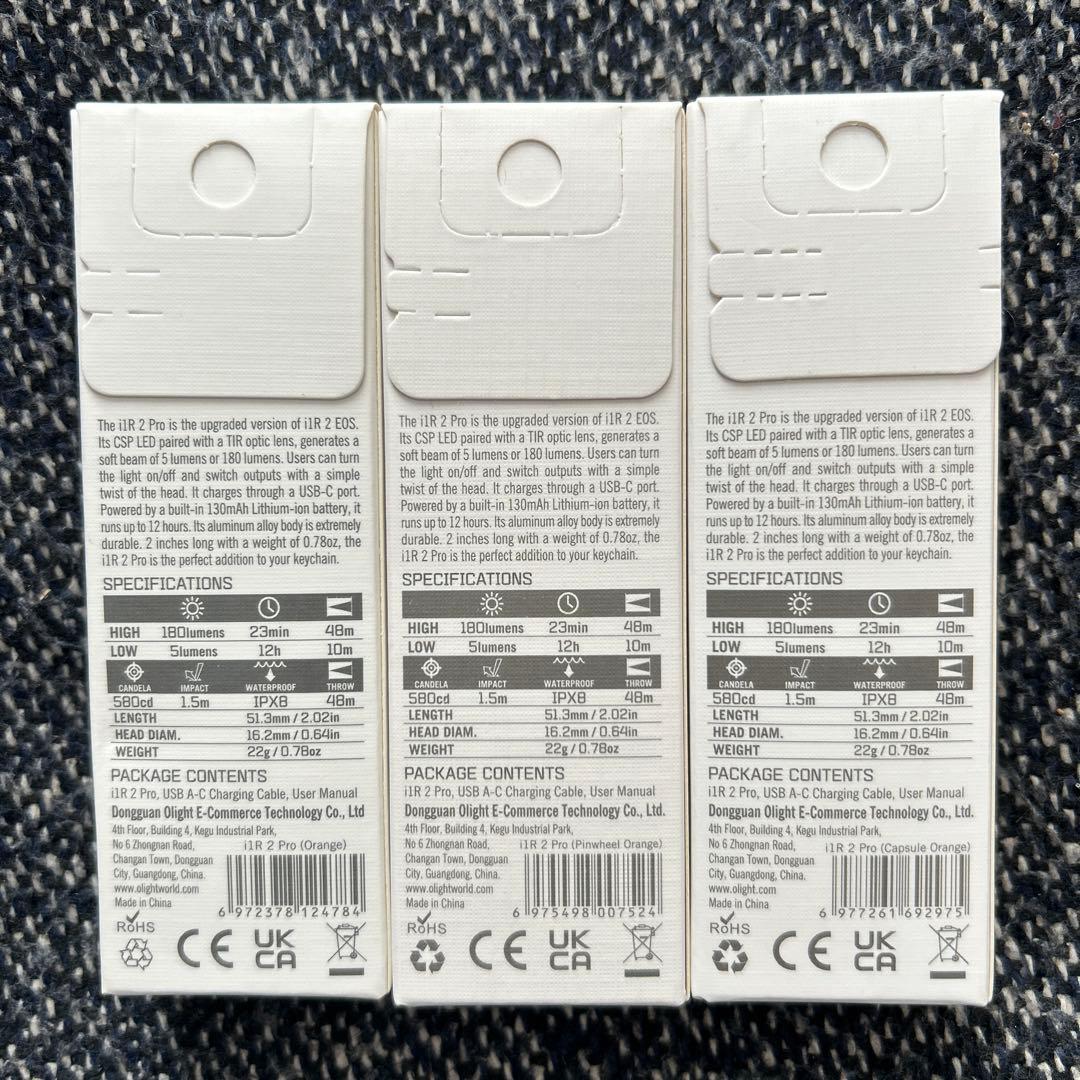 The i1R 2 Pro is the upgraded version of i1R 2 EOS.
Its CSP LED paired with a TIR optic lens, generates a
soft beam of 5 lumens or 180 lumens. Users can turn
the light on/off and switch outputs with a simple
twist of the head. It charges through a USB-C port.
Powered by a built-in 130mAh Lithium-ion battery, it
runs up to 12 hours. Its aluminum alloy body is extremely
durable. 2 inches long with a weight of 0.78oz, the
i1R 2 Pro is the perfect addition to your keychain.
SPECIFICATIONS
HIGH 180lumens 23min 48m
LOW 5lumens 12h 10m
CANDELA IMPACT WATERPROOF THROW
580cd 1.5m IPX8 48m
LENGTH 51.3mm / 2.02in
HEAD DIAM. 16.2mm / 0.64in
WEIGHT 22g / 0.78oz
PACKAGE CONTENTS
i1R 2 Pro, USB A-C Charging Cable, User Manual
Dongguan Olight E-Commerce Technology Co., Ltd
4th Floor, Building 4, Kegu Industrial Park,
No 6 Zhongnan Road,
Changan Town, Dongguan
City, Guangdong, China.
www.olightworld.com
Made in China
i1R 2 Pro (Orange)
6 972378 124784
RoHS
CE
UK
CA
The i1R 2 Pro is the upgraded version of i1R 2 EOS.
Its CSP LED paired with a TIR optic lens, generates a
soft beam of 5 lumens or 180 lumens. Users can turn
the light on/off and switch outputs with a simple
twist of the head. It charges through a USB-C port.
Powered by a built-in 130mAh Lithium-ion battery, it
runs up to 12 hours. Its aluminum alloy body is extremely
durable. 2 inches long with a weight of 0.78oz, the
i1R 2 Pro is the perfect addition to your keychain.
SPECIFICATIONS
HIGH 180lumens 23min 48m
LOW 5lumens 12h 10m
CANDELA IMPACT WATERPROOF THROW
580cd 1.5m IPX8 48m
LENGTH 51.3mm / 2.02in
HEAD DIAM. 16.2mm / 0.64in
WEIGHT 22g / 0.78oz
PACKAGE CONTENTS
i1R 2 Pro, USB A-C Charging Cable, User Manual
Dongguan Olight E-Commerce Technology Co., Ltd.
4th Floor, Building 4, Kegu Industrial Park,
No 6 Zhongnan Road,
Changan Town, Dongguan
City, Guangdong, China.
www.olightworld.com
Made in China
i1R 2 Pro (Pinwheel Orange)
6 975498 007524
RoHS
CE
UK
CA
The i1R 2 Pro is the upgraded version of i1R 2 EOS.
Its CSP LED paired with a TIR optic lens, generates a
soft beam of 5 lumens or 180 lumens. Users can turn
the light on/off and switch outputs with a simple
twist of the head. It charges through a USB-C port.
Powered by a built-in 130mAh Lithium-ion battery, it
runs up to 12 hours. Its aluminum alloy body is extremely
durable. 2 inches long with a weight of 0.78oz, the
i1R 2 Pro is the perfect addition to your keychain.
SPECIFICATIONS
HIGH 180lumens 23min 48m
LOW 5lumens 12h 10m
CANDELA IMPACT WATERPROOF THROW
580cd 1.5m IPX8 48m
LENGTH 51.3mm / 2.02in
HEAD DIAM. 16.2mm / 0.64in
WEIGHT 22g / 0.78oz
PACKAGE CONTENTS
i1R 2 Pro, USB A-C Charging Cable, User Manual
Dongguan Olight E-Commerce Technology Co., Ltd.
4th Floor, Building 4, Kegu Industrial Park,
No 6 Zhongnan Road,
Changan Town, Dongguan
City, Guangdong, China.
www.olight.com
Made in China
i1R 2 Pro (Capsule Orange)
6 977261 692975
RoHS
CE
UK
CA